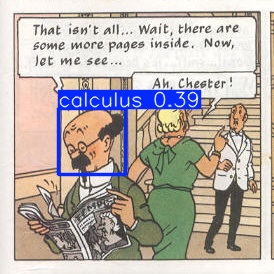 That isn't all... Wait, there are
some more pages inside. Now,
let me see...
Ah, Chester!
calculus 0.39